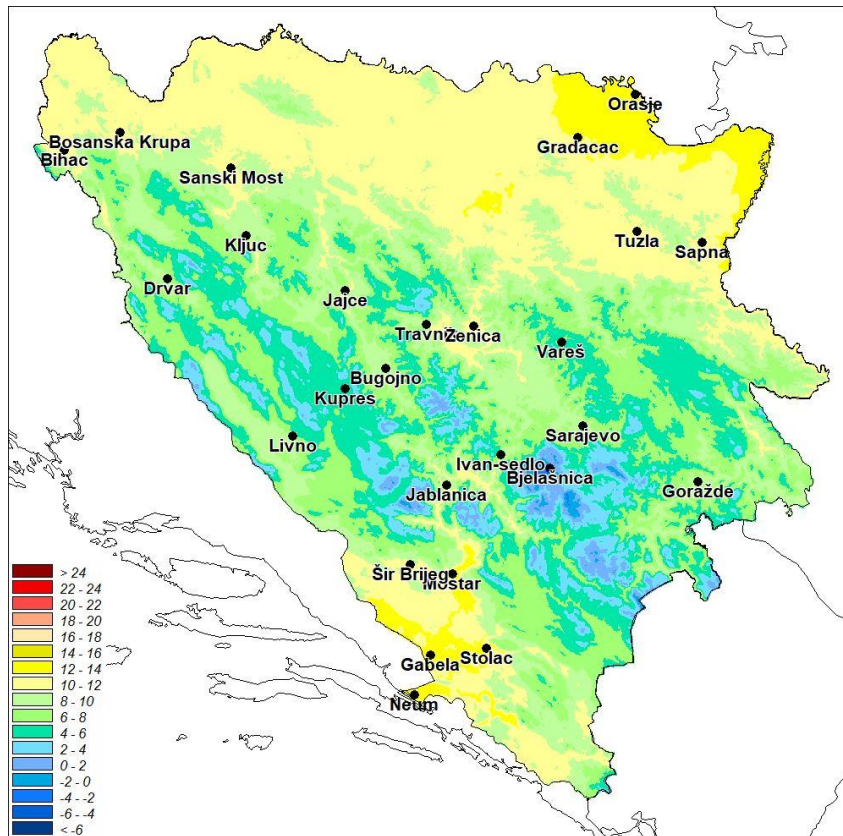 Orašje
Gradacac
Bosanska Krupa
Bihac
Sanski Most
Tuzla
Sapna
Kljuc
Drvar
Jajce
Travnik
Zenica
Vareš
Bugojno
Kupres
Sarajevo
Livno
Ivan-sedlo
Bjelašnica
Jablanica
Goražde
Šir Brijeg
Mostar
Stolac
Gabela
Neum
> 24
22 - 24
20 - 22
18 - 20
16 - 18
14 - 16
12 - 14
10 - 12
8 - 10
6 - 8
4 - 6
2 - 4
0 - 2
-2 - 0
-4 - -2
-6 - -4
< -6